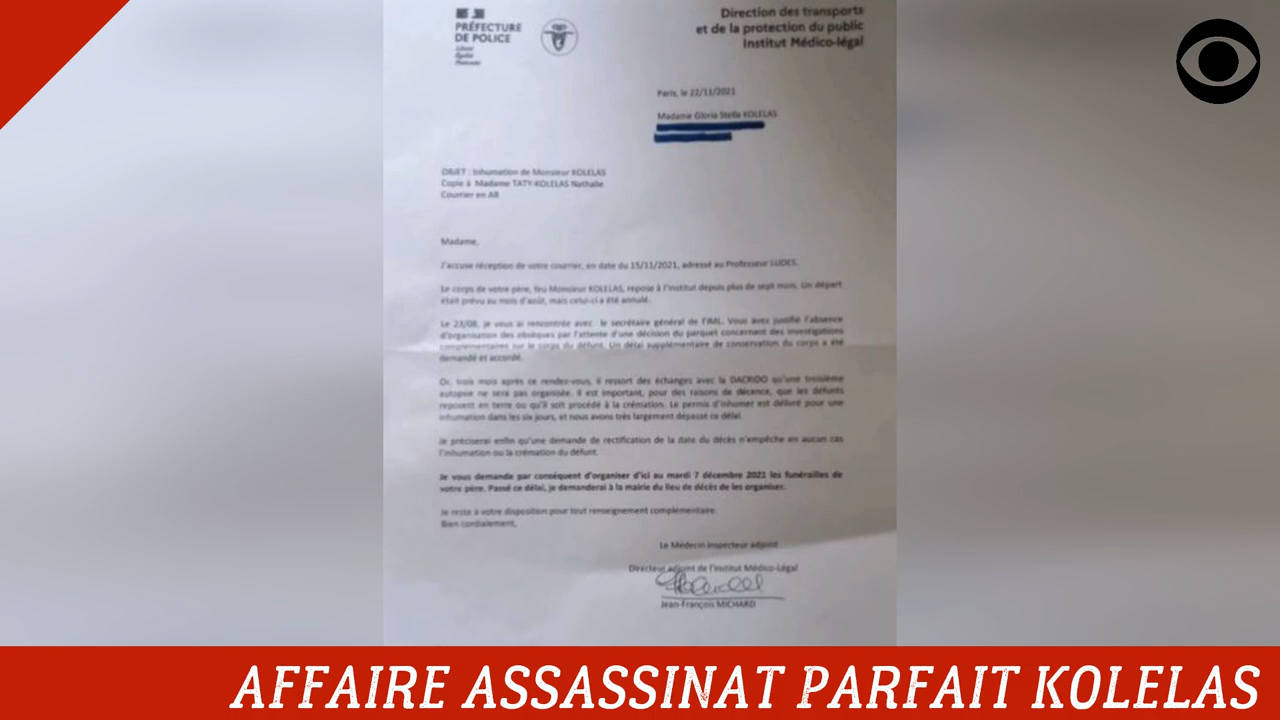 PRÉFECTURE
DE POLICE
Liberté
Égalité
Fraternité
Direction des transports
et de la protection du public
Institut Médico-légal
Paris, le 22/11/2021
Madame Gloria Stella KOLELAS
OBJET : Inhumation de Monsieur KOLELAS
Copie à Madame TATY-KOLELAS Nathalie
Courrier en AR
Madame,
J'accuse réception de votre courrier, en date du 15/11/2021, adressé au Professeur LUDES.
Le corps de votre père, feu Monsieur KOLELAS, repose à l'Institut depuis plus de sept mois. Un départ
était prévu au mois d'août, mais celui-ci a été annulé.
Le 23/08, je vous ai rencontrée avec le secrétaire général de l'IML. Vous avez justifié l'absence
d'organisation des obsèques par l'attente d'une décision du parquet concernant des investigations
complémentaires sur le corps du défunt. Un délai supplémentaire de conservation du corps a été
demandé et accordé.
Or, trois mois après ce rendez-vous, il ressort des échanges avec la DACRIDO qu'une troisième
autopsie ne sera pas organisée. Il est important, pour des raisons de décence, que les défunts
reposent en terre ou qu'il soit procédé à la crémation. Le permis d'inhumer est délivré pour une
inhumation dans les six jours, et nous avons très largement dépassé ce délai.
Je préciserai enfin qu'une demande de rectification de la date du décès n'empêche en aucun cas
l'inhumation ou la crémation du défunt.
Je vous demande par conséquent d'organiser d'ici au mardi 7 décembre 2021 les funérailles de
votre père. Passé ce délai, je demanderai à la mairie du lieu de décès de les organiser.
Je reste à votre disposition pour tout renseignement complémentaire.
Bien cordialement,
Le Médecin Inspecteur adjoint
Directeur adjoint de l'Institut Médico-Légal
Jean-François MICHARD
AFFAIRE ASSASSINAT PARFAIT KOLELAS